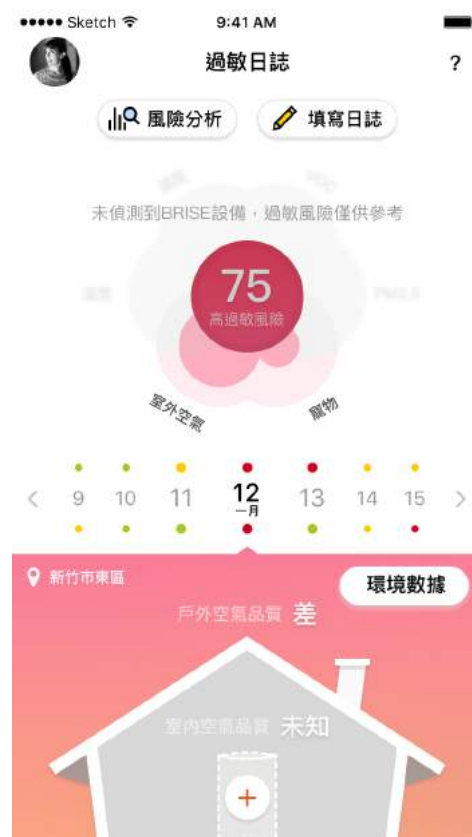 Sketch 9:41 AM
過敏日誌 ?
風險分析 填寫日誌
VOC
未偵測到BRISE設備，過敏風險僅供參考
PM2.5
75
高過敏風險
室外空氣 寵物
< 9 10 11 12 13 14 15 >
一月
新竹市東區 環境數據
戶外空氣品質 差
室內空氣品質 未知
+